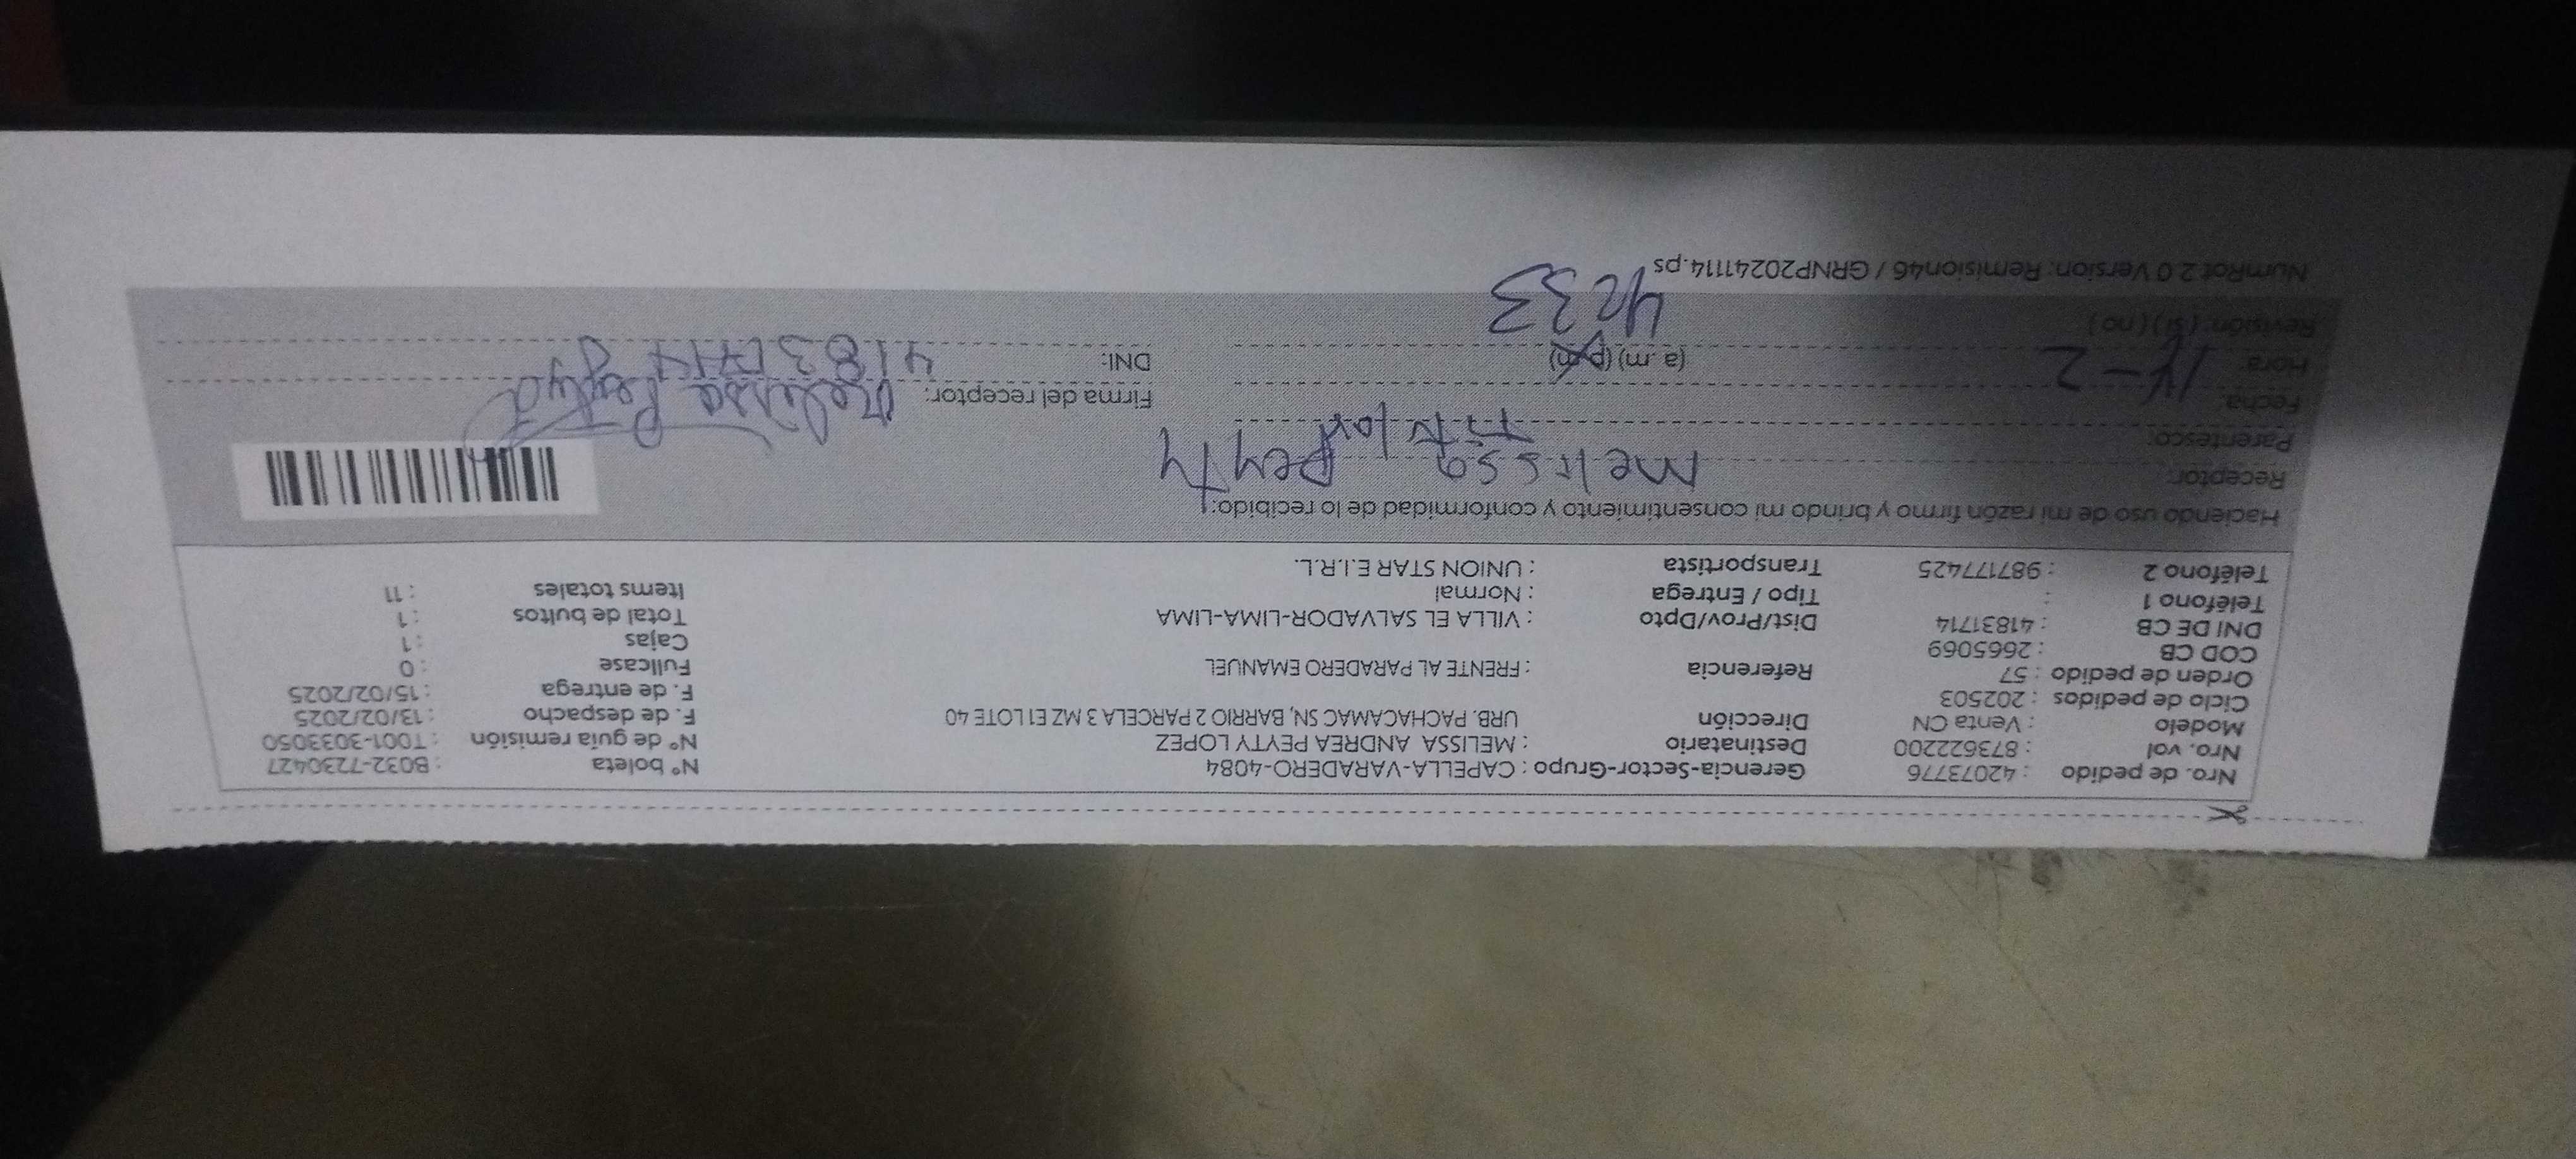 Nro. de pedido : 42073776 Gerencia-Sector-Grupo : CAPELLA-VARADERO-4084 N° boleta : B032-7230427
Nro. vol : 873622200 Destinatario : MELISSA ANDREA PEYTY LOPEZ N° de guia remisión : T001-3033050
Modelo : Venta CN Dirección URB. PACHACAMAC SN, BARRIO 2 PARCELA 3 MZ E1 LOTE 40 F. de despacho : 13/02/2025
Ciclo de pedidos : 202503 F. de entrega : 15/02/2025
Orden de pedido : 57 Referencia : FRENTE AL PARADERO EMANUEL Fullcase : 0
COD CB : 2665069 Cajas : 1
DNI DE CB : 41831714 Dist/Prov/Dpto : VILLA EL SALVADOR-LIMA-LIMA Total de bultos : 1
Teléfono 1 : Tipo / Entrega : Normal Items totales : 11
Teléfono 2 : 987177425 Transportista : UNION STAR E.I.R.L.
Haciendo uso de mi razón firmo y brindo mi consentimiento y conformidad de lo recibido:
Receptor: Melissa Peyty
Parentesco: Titular
Fecha: 14-2 Firma del receptor: Melissa Peyty
Hora: (a .m) (p.m) DNI: 41831714
Revisión: ( si ) ( no ) 4233
NumRot 2.0 Version: Remision46 / GRNP20241114.ps